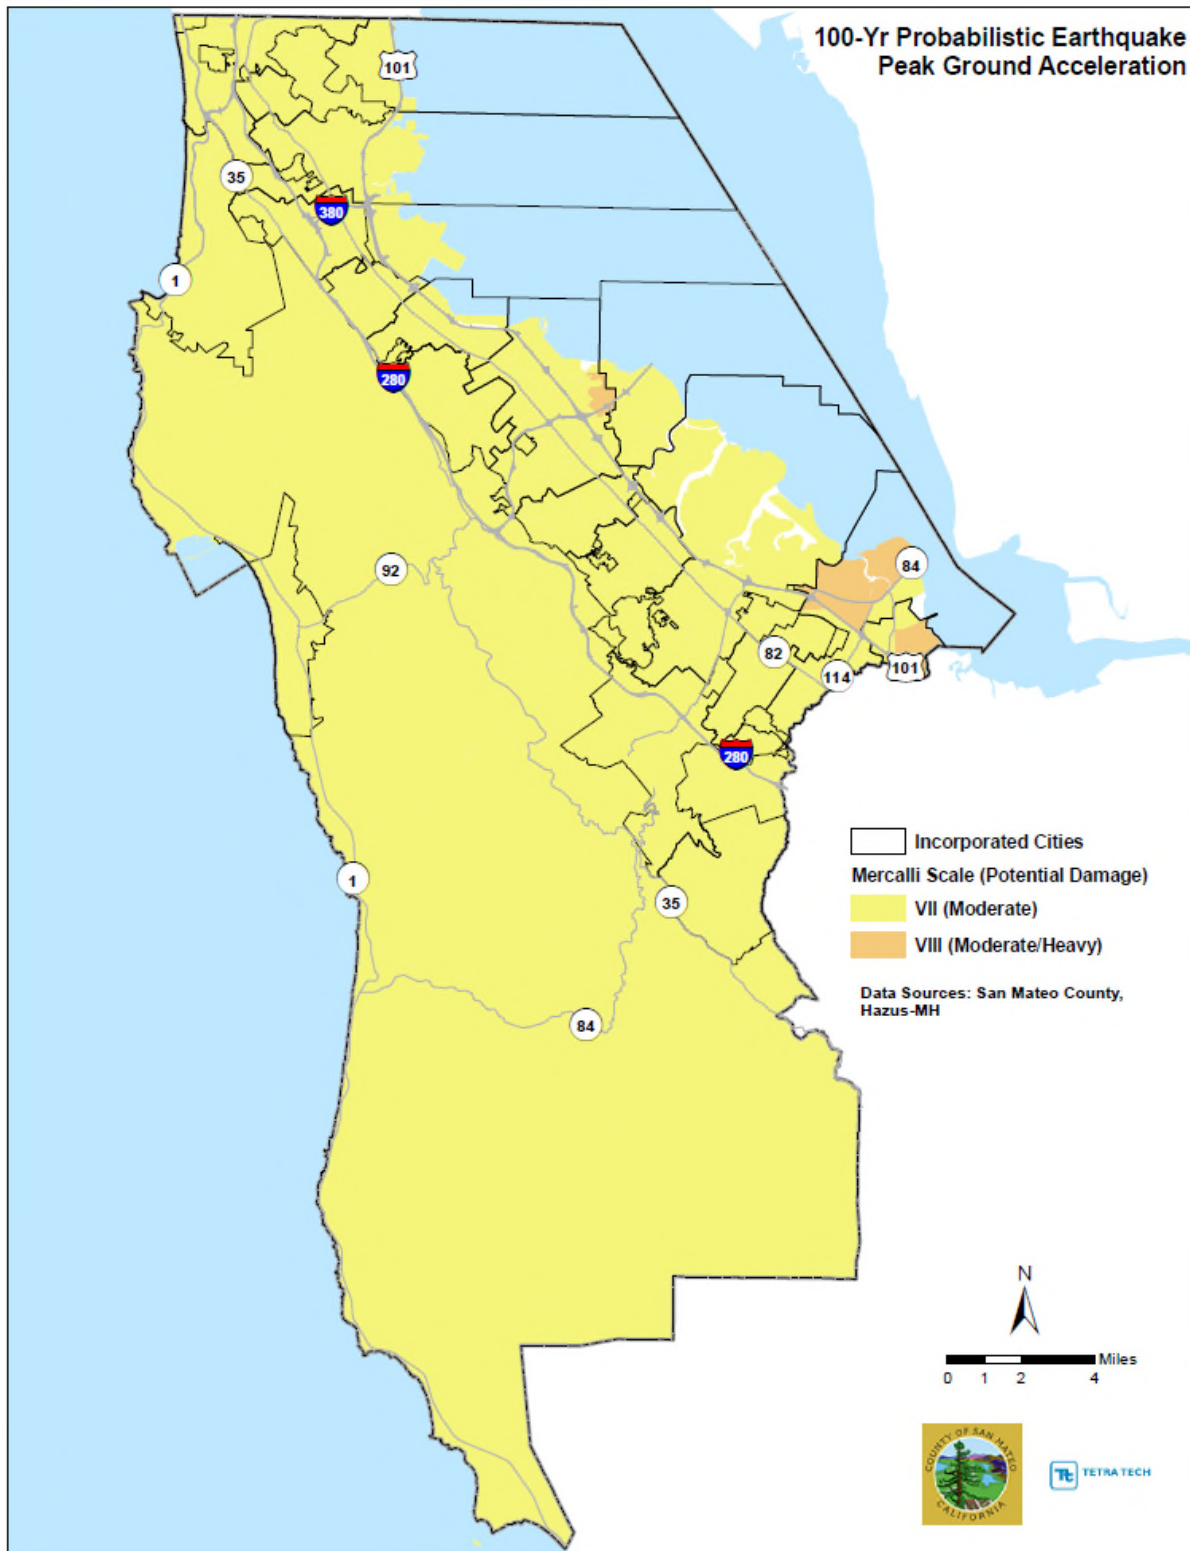 100-Yr Probabilistic Earthquake
Peak Ground Acceleration
101
35
380
1
280
92
84
82
114
101
280
1
35
84
Incorporated Cities
Mercalli Scale (Potential Damage)
VII (Moderate)
VIII (Moderate/Heavy)
Data Sources: San Mateo County,
Hazus-MH
N
Miles
0 1 2 4
COUNTY OF SAN MATEO
CALIFORNIA
Tt TETRA TECH